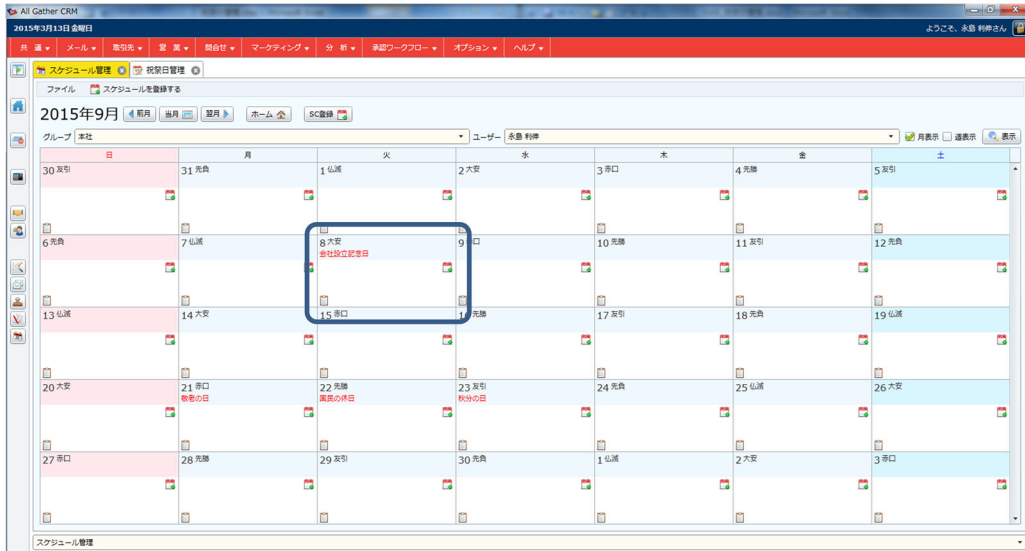 All Gather CRM
2015年3月13日 金曜日 ようこそ、永島 利伸さん
共 通 メール 取引先 営 業 問合せ マーケティング 分 析 承認ワークフロー オプション ヘルプ
スケジュール管理 祝祭日管理
ファイル スケジュールを登録する
2015年9月 前月 当月 翌月 ホーム SC登録
グループ 本社 ユーザー 永島 利伸 月表示 週表示 表示
日 月 火 水 木 金 土
30 友引 31 先負 1 仏滅 2 大安 3 赤口 4 先勝 5 友引
6 先負 7 仏滅 8 大安 9 赤口 10 先勝 11 友引 12 先負
会社設立記念日
13 仏滅 14 大安 15 赤口 16 先勝 17 友引 18 先負 19 仏滅
20 大安 21 赤口 22 先勝 23 友引 24 先負 25 仏滅 26 大安
敬老の日 国民の休日 秋分の日
27 赤口 28 先勝 29 友引 30 先負 1 仏滅 2 大安 3 赤口
スケジュール管理